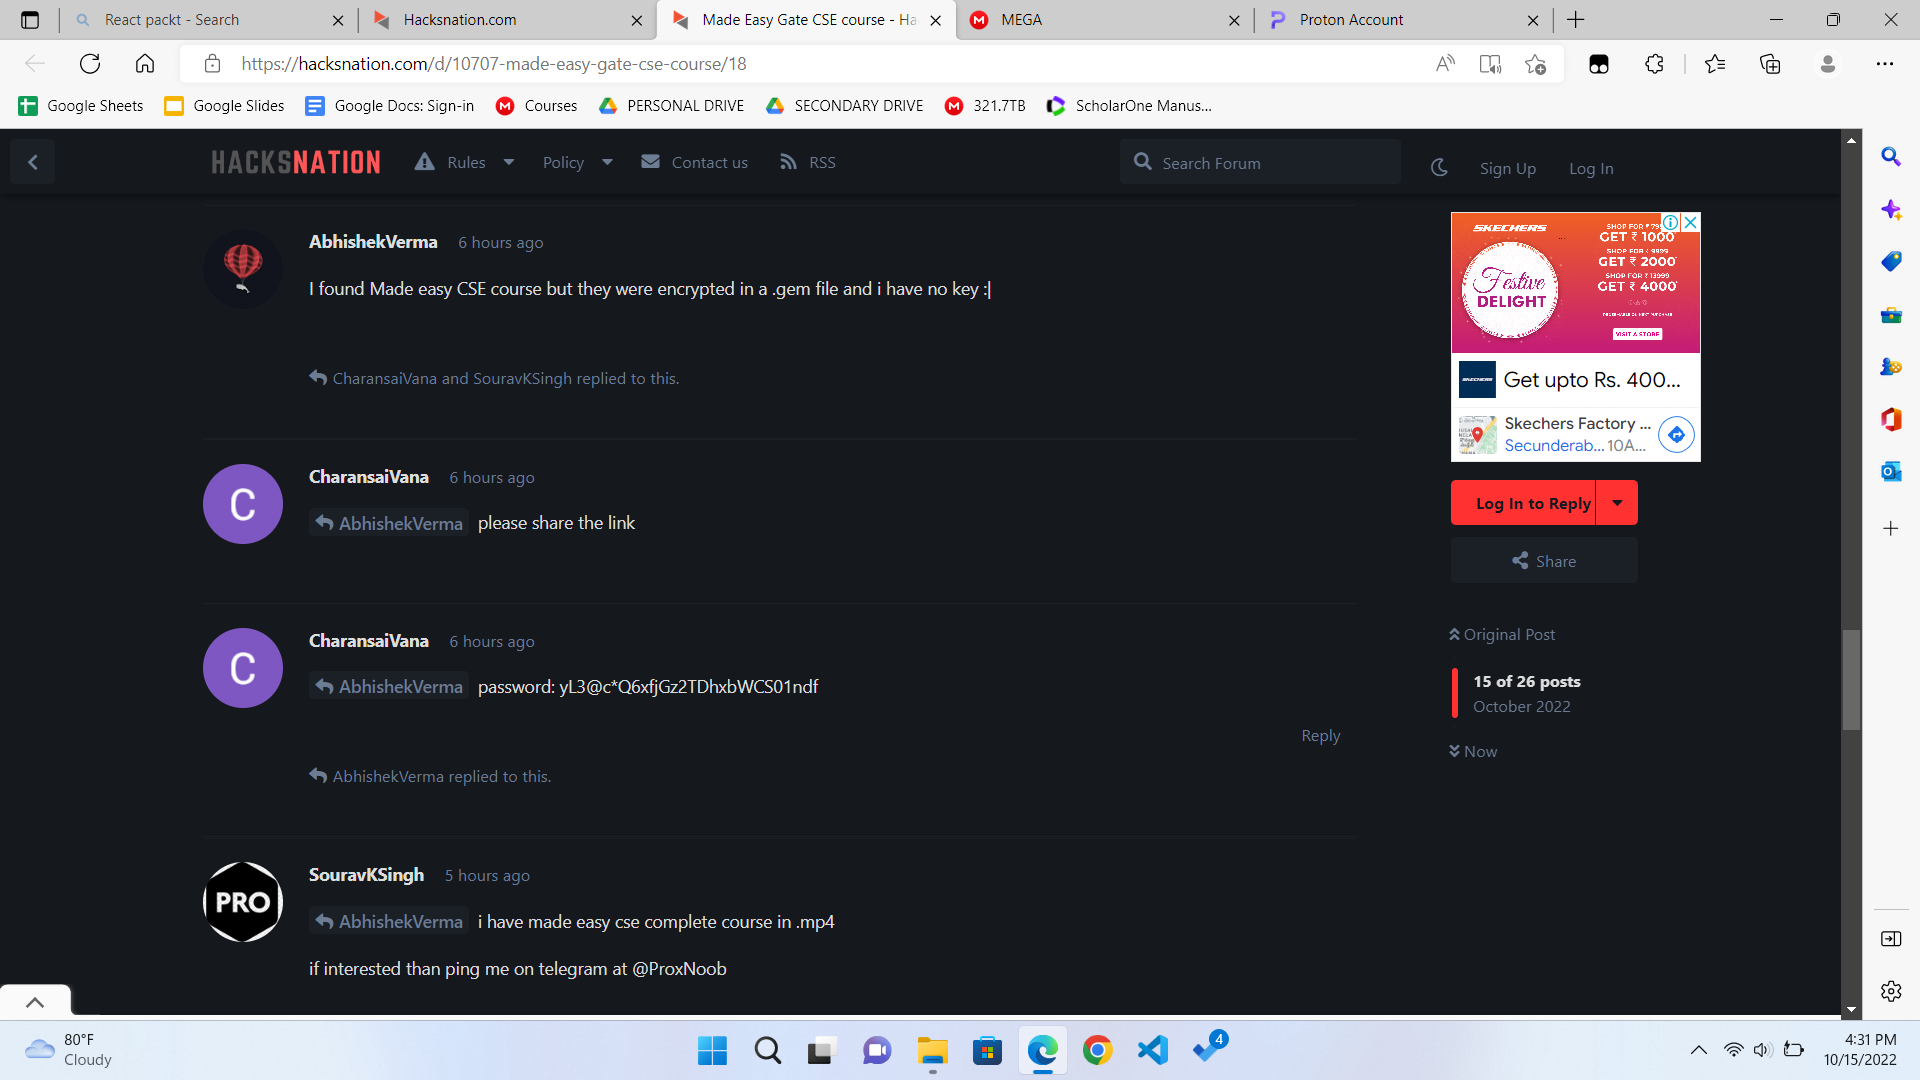 React packt - Search
Hacksnation.com
Made Easy Gate CSE course - Ha
MEGA
Proton Account
https://hacksnation.com/d/10707-made-easy-gate-cse-course/18
Google Sheets
Google Slides
Google Docs: Sign-in
Courses
PERSONAL DRIVE
SECONDARY DRIVE
321.7TB
ScholarOne Manus...
HACKSNATION
Rules
Policy
Contact us
RSS
Search Forum
Sign Up
Log In
AbhishekVerma 6 hours ago
I found Made easy CSE course but they were encrypted in a .gem file and i have no key :|
CharansaiVana and SouravKSingh replied to this.
C
CharansaiVana 6 hours ago
AbhishekVerma please share the link
C
CharansaiVana 6 hours ago
AbhishekVerma password: yL3@c*Q6xfjGz2TDhxbWCS01ndf
Reply
AbhishekVerma replied to this.
PRO
SouravKSingh 5 hours ago
AbhishekVerma i have made easy cse complete course in .mp4
if interested than ping me on telegram at @ProxNoob
SKECHERS
Festive
DELIGHT
GET ₹ 1000*
SHOP FOR ₹ 9999
GET ₹ 2000*
SHOP FOR ₹ 13999
GET ₹ 4000*
VISIT A STORE
Get upto Rs. 400...
Skechers Factory ...
Secunderab... 10A...
Log In to Reply
Share
Original Post
15 of 26 posts
October 2022
Now
80°F
Cloudy
4
4:31 PM
10/15/2022